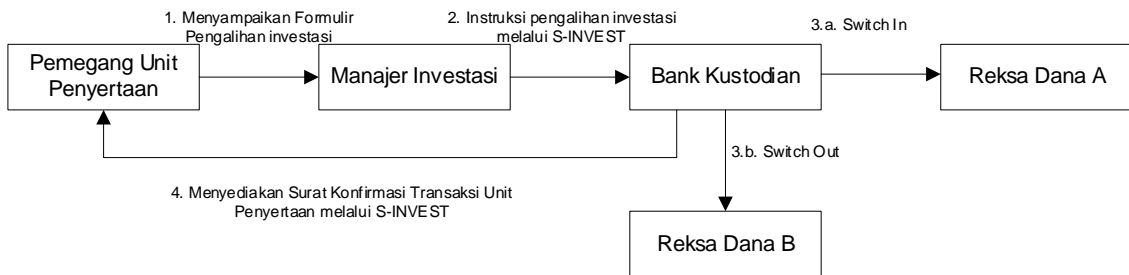 1. Menyampaikan Formulir
Pengalihan investasi
2. Instruksi pengalihan investasi
melalui S-INVEST
3.a. Switch In
Pemegang Unit
Penyertaan
Manajer Investasi
Bank Kustodian
Reksa Dana A
3.b. Switch Out
4. Menyediakan Surat Konfirmasi Transaksi Unit
Penyertaan melalui S-INVEST
Reksa Dana B